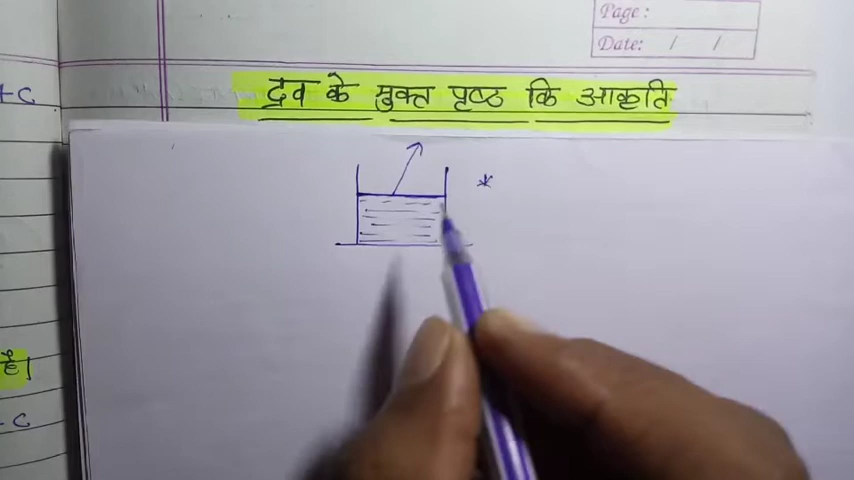 Page:
Date: / /
द्रव के मुक्त पृष्ठ कि आकृति
+C
*
है।
+C